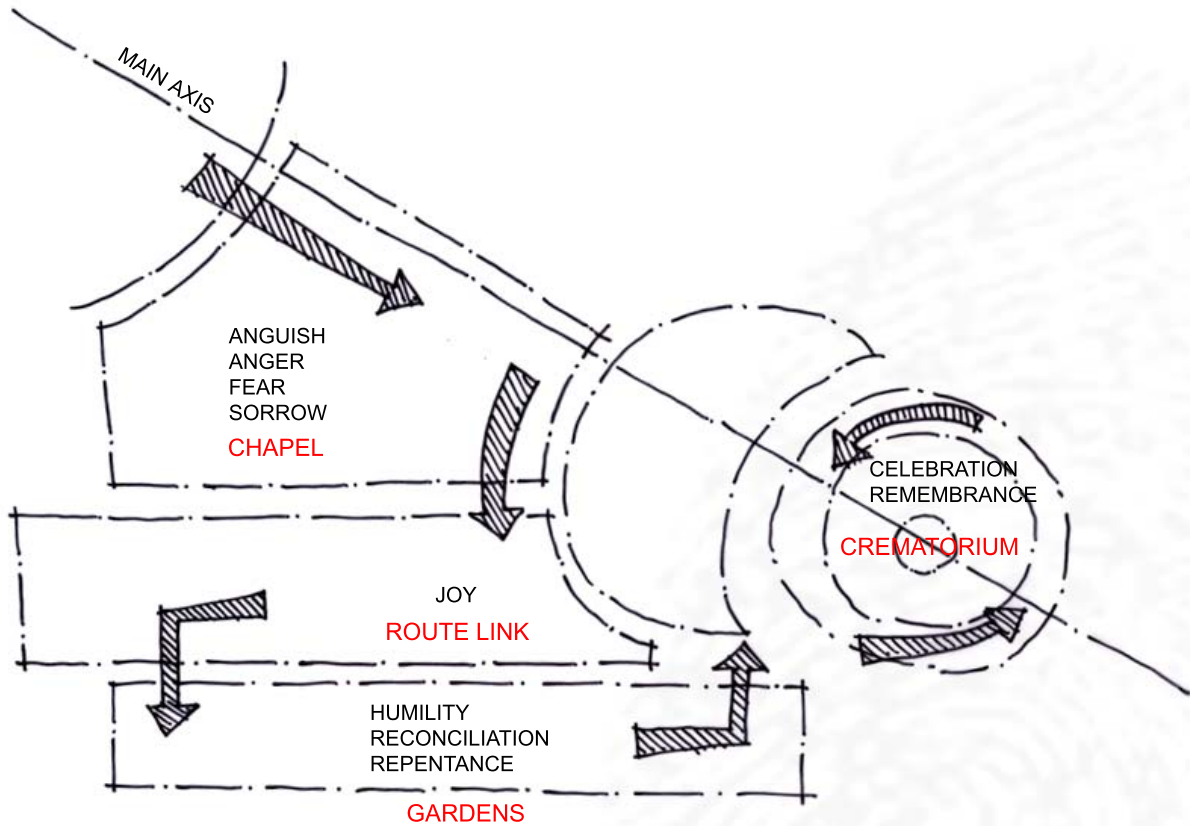 MAIN AXIS
ANGUISH
ANGER
FEAR
SORROW
CHAPEL
CELEBRATION
REMEMBRANCE
CREMATORIUM
JOY
ROUTE LINK
HUMILITY
RECONCILIATION
REPENTANCE
GARDENS